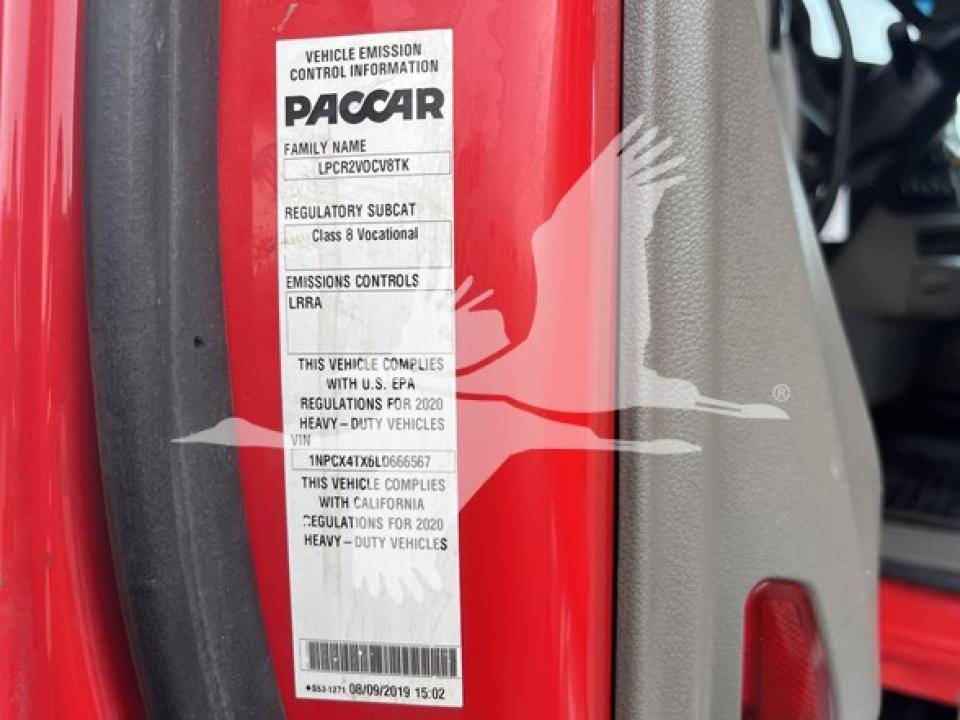 VEHICLE EMISSION
CONTROL INFORMATION
PACCAR
FAMILY NAME
LPCR2VOCV8TK
REGULATORY SUBCAT
Class 8 Vocational
EMISSIONS CONTROLS
LRRA
THIS VEHICLE COMPLIES
WITH U.S. EPA
REGULATIONS FOR 2020
HEAVY-DUTY VEHICLES
VIN
1NPCX4TX6LD666567
THIS VEHICLE COMPLIES
WITH CALIFORNIA
REGULATIONS FOR 2020
HEAVY-DUTY VEHICLES
*S53-1271 08/09/2019 15:02
®